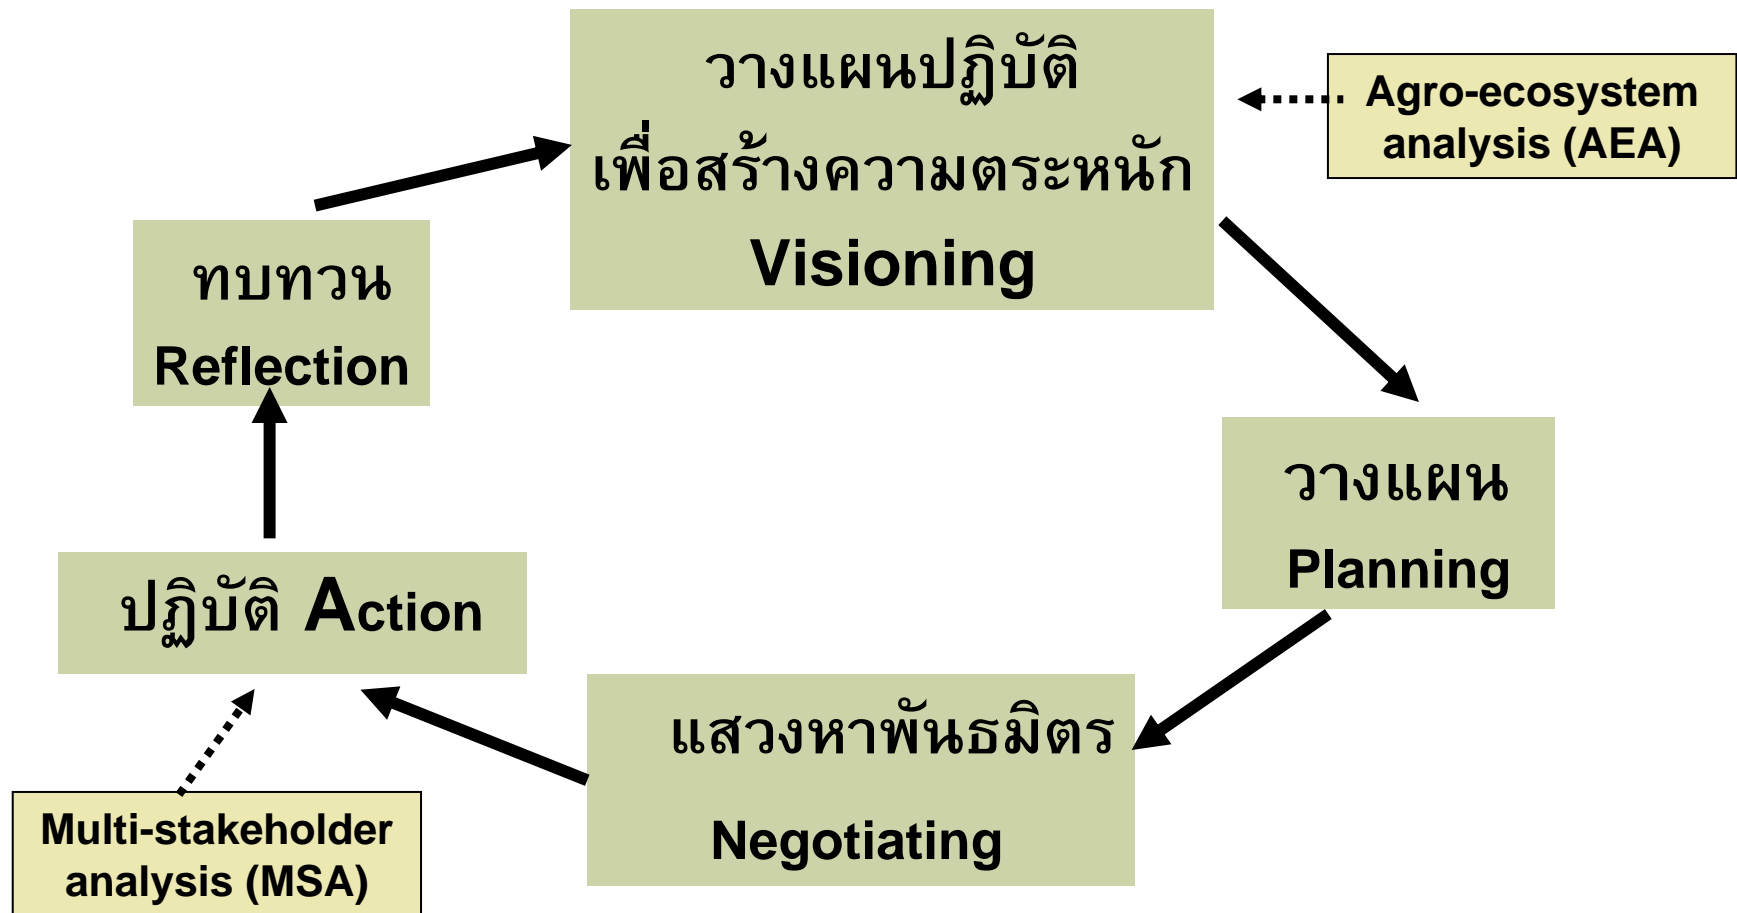 วางแผนปฏิบัติ
เพื่อสร้างความตระหนัก
Visioning
Agro-ecosystem
analysis (AEA)
ทบทวน
Reflection
วางแผน
Planning
ปฏิบัติ Action
แสวงหาพันธมิตร
Negotiating
Multi-stakeholder
analysis (MSA)